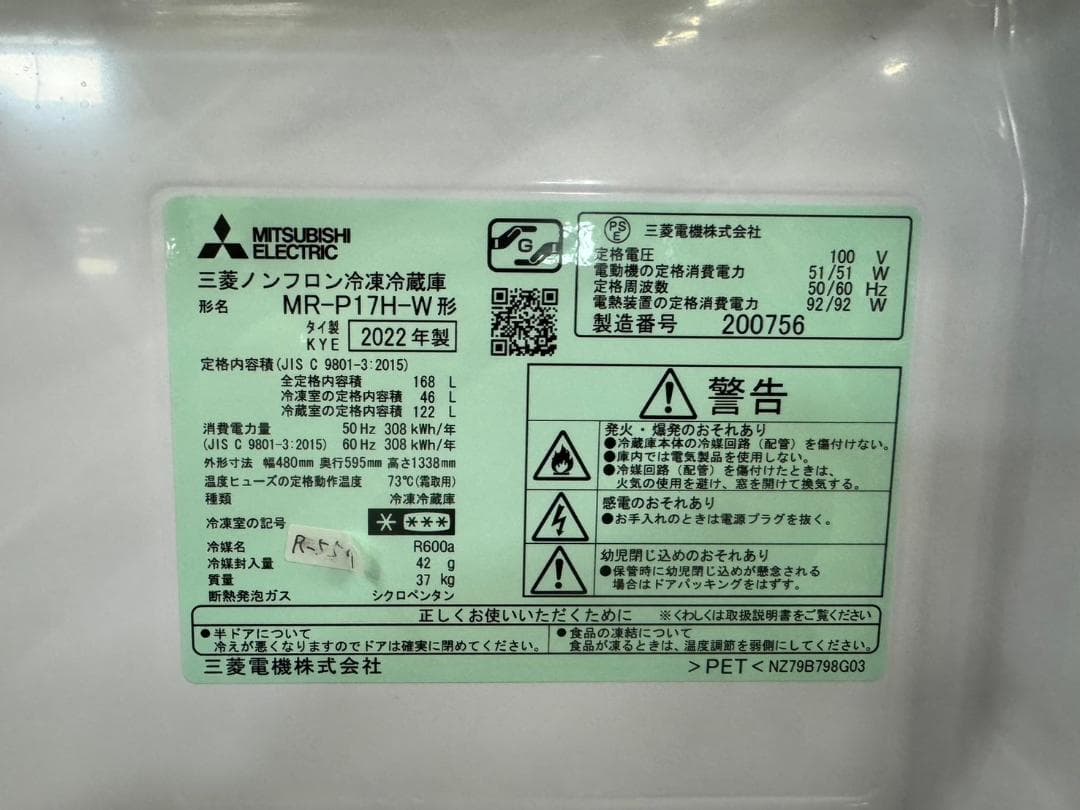 MITSUBISHI
ELECTRIC
三菱ノンフロン冷凍冷蔵庫
形名 MR-P17H-W形
タイ製
KYE 2022年製
定格内容積(JIS C 9801-3:2015)
全定格内容積 168 L
冷凍室の定格内容積 46 L
冷蔵室の定格内容積 122 L
消費電力量 50 Hz 308 kWh/年
(JIS C 9801-3:2015) 60 Hz 308 kWh/年
外形寸法 幅480mm 奥行595mm 高さ1338mm
温度ヒューズの定格動作温度 73℃(霜取用)
種類 冷凍冷蔵庫
冷凍室の記号 * ***
冷媒名 R600a
冷媒封入量 42 g
質量 37 kg
断熱発泡ガス シクロペンタン
G
PS
E
三菱電機株式会社
定格電圧 100 V
電動機の定格消費電力 51/51 W
定格周波数 50/60 Hz
電熱装置の定格消費電力 92/92 W
製造番号 200756
警告
発火・爆発のおそれあり
●冷蔵庫本体の冷媒回路(配管)を傷付けない。
●庫内では電気製品を使用しない。
●冷媒回路(配管)を傷付けたときは、
火気の使用を避け、窓を開けて換気する。
感電のおそれあり
●お手入れのときは電源プラグを抜く。
幼児閉じ込めのおそれあり
●保管時に幼児閉じ込めが懸念される
場合はドアパッキングをはずす。
正しくお使いいただくために ※くわしくは取扱説明書をご覧ください
●半ドアについて
冷えが悪くなりますのでドアは確実に閉めてください。
●食品の凍結について
食品が凍るときは、温度調節を弱側にしてください。
三菱電機株式会社
>PET< NZ79B798G03